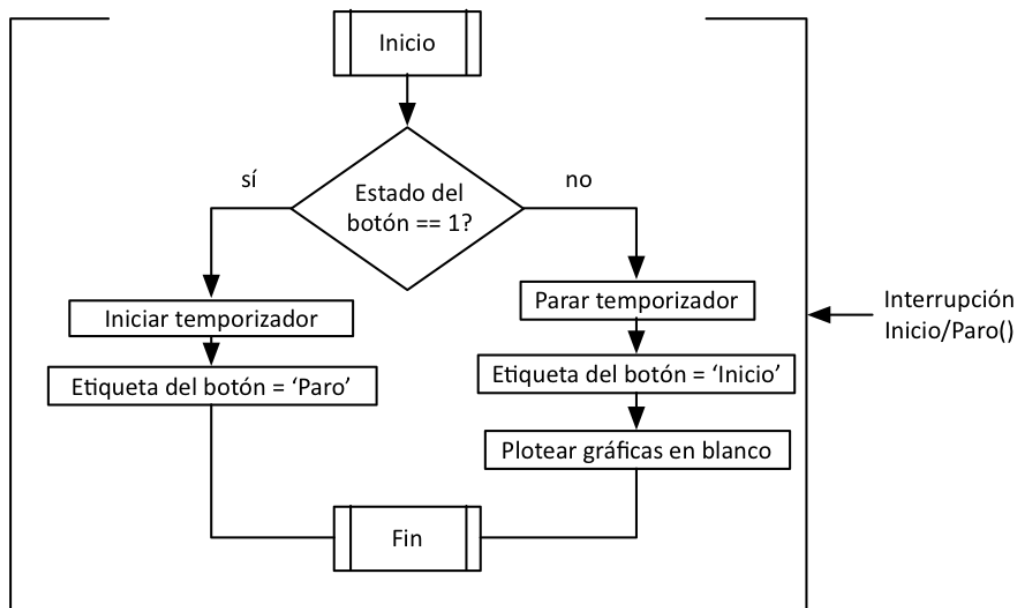 Inicio
sí
no
Estado del
botón == 1?
Iniciar temporizador
Parar temporizador
Etiqueta del botón = ‘Paro’
Etiqueta del botón = ‘Inicio’
Plotear gráficas en blanco
Fin
Interrupción
Inicio/Paro()